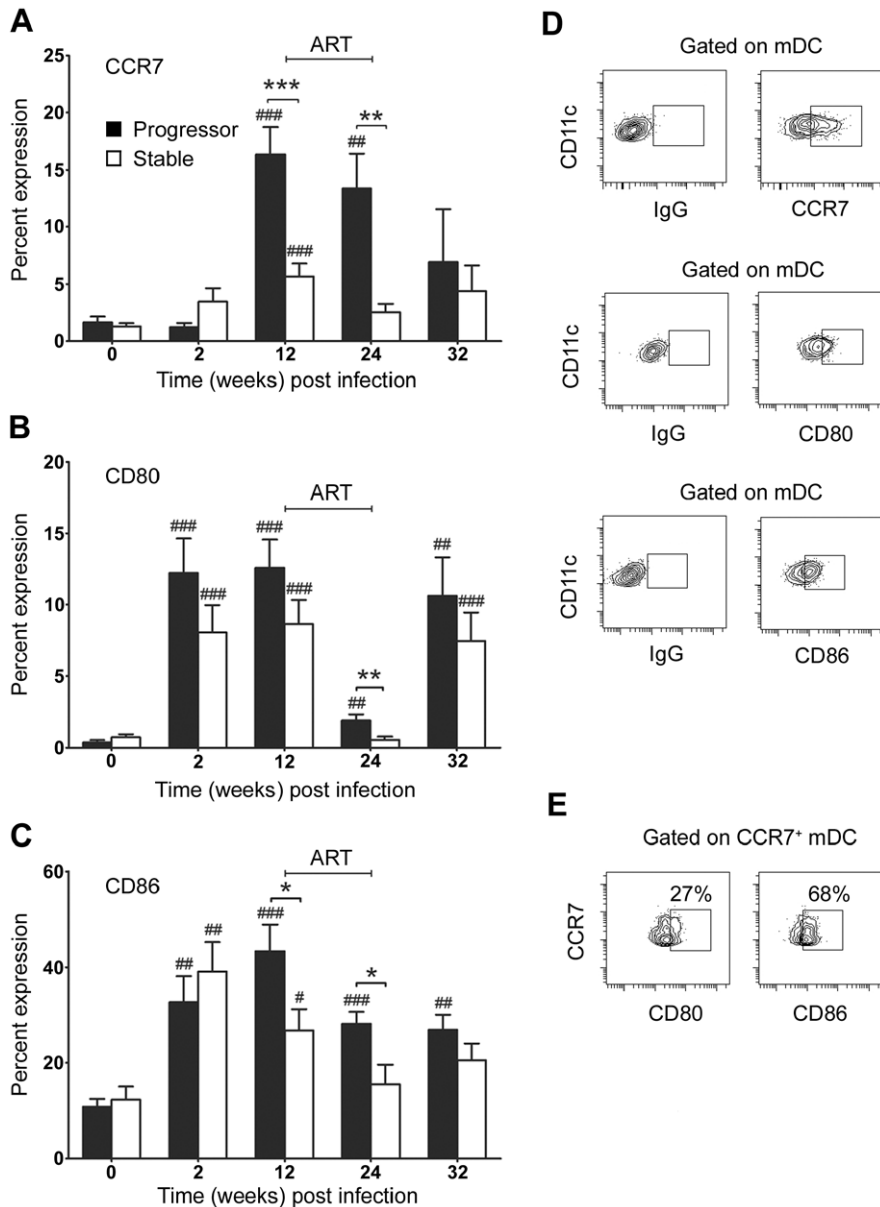 A
ART
25
CCR7
***
20
###
**
Progressor
##
Stable
15
Percent expression
10
###
5
0
0 2 12 24 32
Time (weeks) post infection
B
20
CD80
ART
15
###
###
##
###
###
###
Percent expression
10
5
**
##
0
0 2 12 24 32
Time (weeks) post infection
C
60
CD86
ART
*
###
##
##
*
40
#
###
##
Percent expression
20
0
0 2 12 24 32
Time (weeks) post infection
D
Gated on mDC
CD11c
IgG
CCR7
Gated on mDC
CD11c
IgG
CD80
Gated on mDC
CD11c
IgG
CD86
E
Gated on CCR7⁺ mDC
27%
68%
CCR7
CD80
CD86